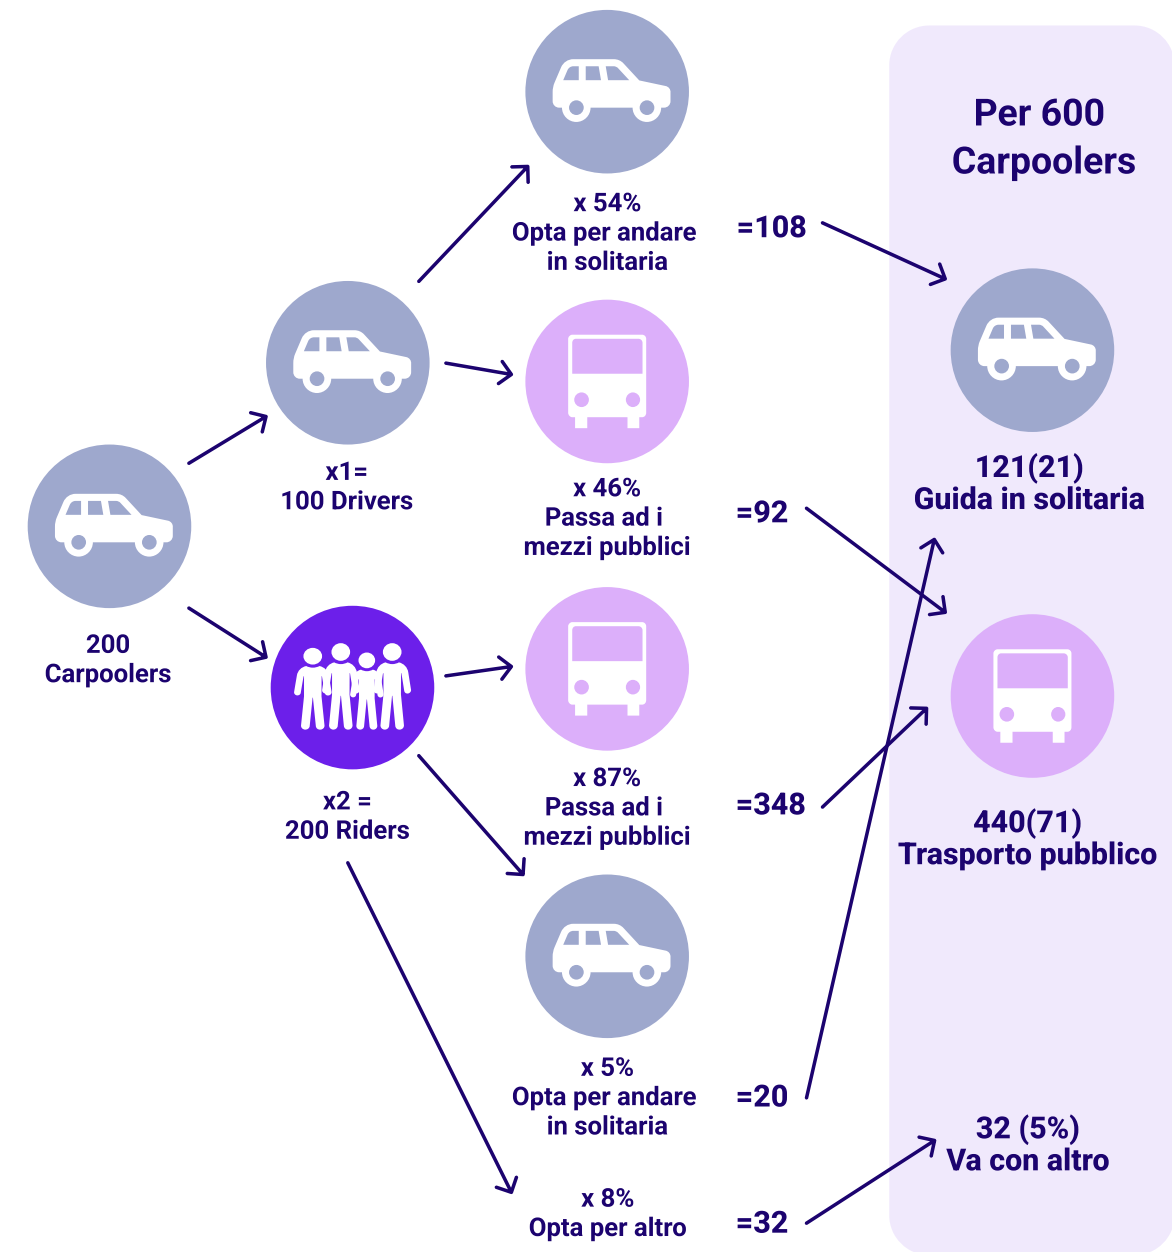 Per 600
Carpoolers
x 54%
Opta per andare
in solitaria
=108
x1=
100 Drivers
x 46%
Passa ad i
mezzi pubblici
=92
121(21)
Guida in solitaria
200
Carpoolers
x2 =
200 Riders
x 87%
Passa ad i
mezzi pubblici
=348
440(71)
Trasporto pubblico
x 5%
Opta per andare
in solitaria
=20
x 8%
Opta per altro
=32
32 (5%)
Va con altro